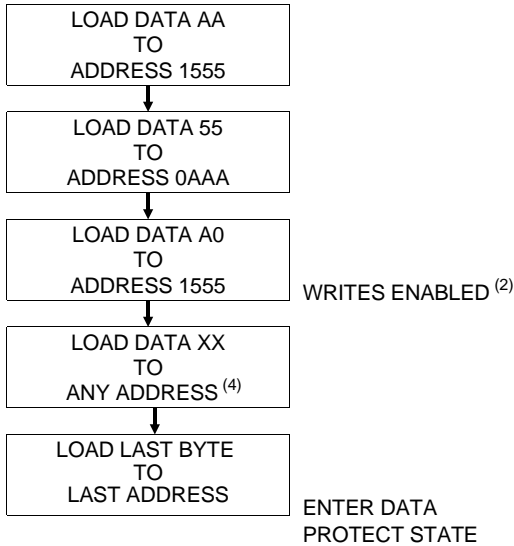 LOAD DATA AA
TO
ADDRESS 1555
LOAD DATA 55
TO
ADDRESS 0AAA
LOAD DATA A0
TO
ADDRESS 1555
WRITES ENABLED (2)
LOAD DATA XX
TO
ANY ADDRESS (4)
LOAD LAST BYTE
TO
LAST ADDRESS
ENTER DATA
PROTECT STATE